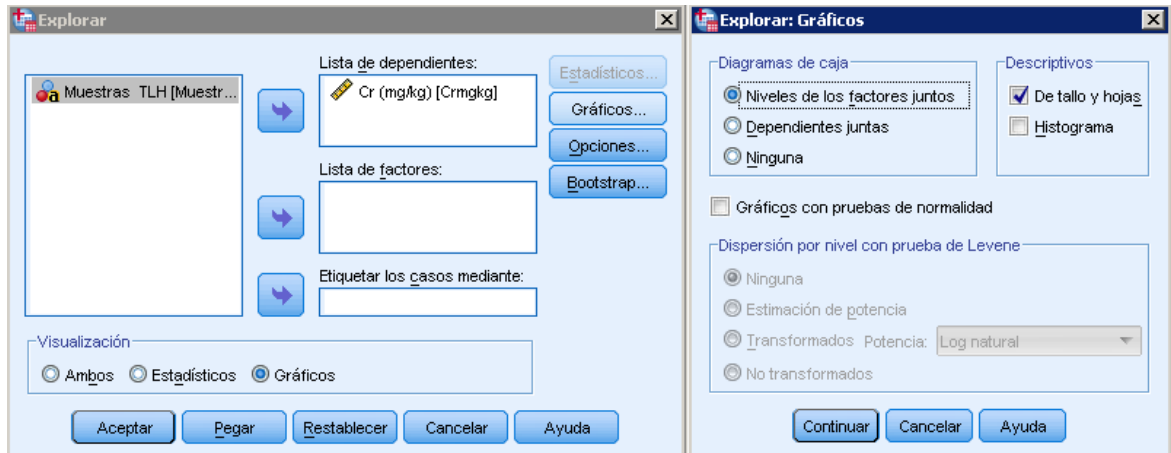 Explorar
Muestras TLH [Muestr...
Lista de dependientes:
Cr (mg/kg) [Crmgkg]
Lista de factores:
Etiquetar los casos mediante:
Estadísticos...
Gráficos...
Opciones...
Bootstrap...
Visualización
Ambos Estadísticos Gráficos
Aceptar Pegar Restablecer Cancelar Ayuda
Explorar: Gráficos
Diagramas de caja
Niveles de los factores juntos
Dependientes juntas
Ninguna
Descriptivos
De tallo y hojas
Histograma
Gráficos con pruebas de normalidad
Dispersión por nivel con prueba de Levene
Ninguna
Estimación de potencia
Transformados Potencia: Log natural
No transformados
Continuar Cancelar Ayuda